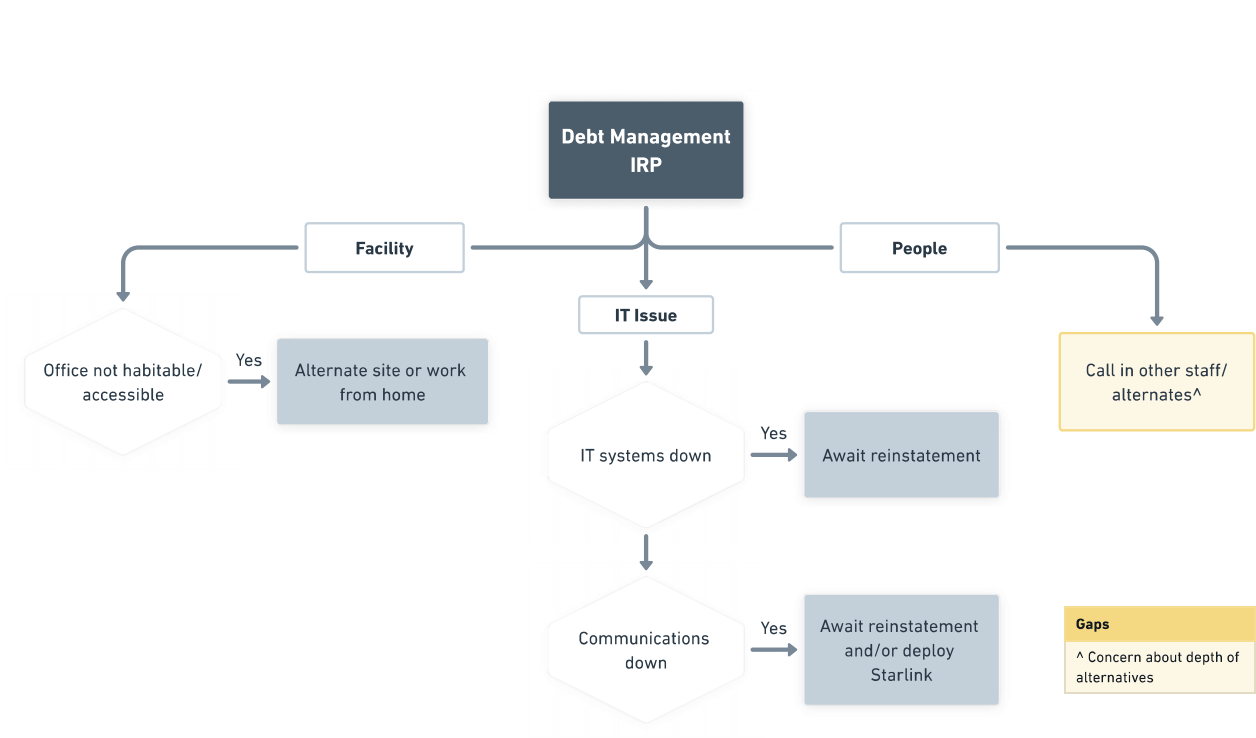 Debt Management
IRP
Facility
People
IT Issue
Office not habitable/
accessible
Yes
Alternate site or work
from home
Call in other staff/
alternates^
IT systems down
Yes
Await reinstatement
Communications
down
Yes
Await reinstatement
and/or deploy
Starlink
Gaps
^ Concern about depth of
alternatives